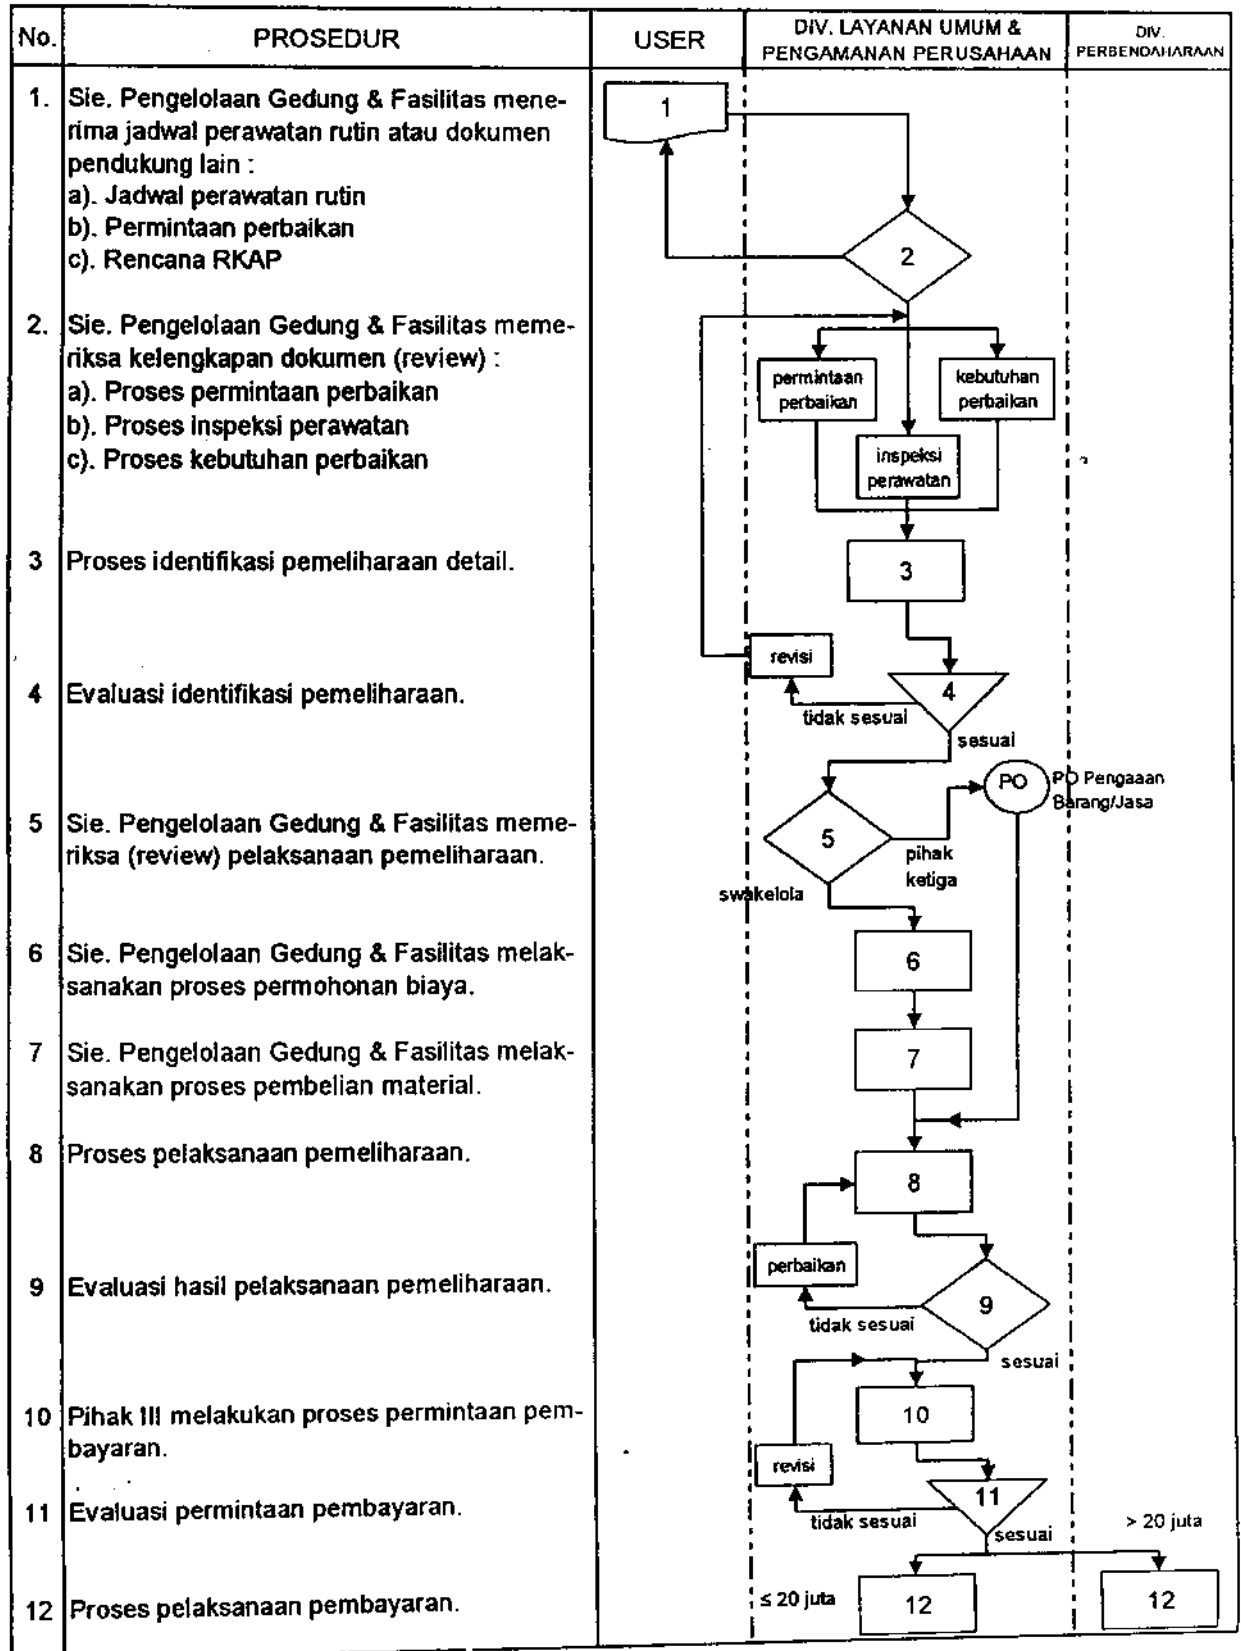 No.
PROSEDUR
USER
DIV. LAYANAN UMUM &
PENGAMANAN PERUSAHAAN
DIV.
PERBENDAHARAAN
1. Sie. Pengelolaan Gedung & Fasilitas mene-
rima jadwal perawatan rutin atau dokumen
pendukung lain :
a). Jadwal perawatan rutin
b). Permintaan perbaikan
c). Rencana RKAP
1
2
2. Sie. Pengelolaan Gedung & Fasilitas meme-
riksa kelengkapan dokumen (review) :
a). Proses permintaan perbaikan
b). Proses inspeksi perawatan
c). Proses kebutuhan perbaikan
permintaan
perbaikan
kebutuhan
perbaikan
inspeksi
perawatan
3 Proses identifikasi pemeliharaan detail.
3
revisi
4 Evaluasi identifikasi pemeliharaan.
4
tidak sesuai
sesuai
PO
PO Pengaaan
Barang/Jasa
5 Sie. Pengelolaan Gedung & Fasilitas meme-
riksa (review) pelaksanaan pemeliharaan.
5
pihak
ketiga
swakelola
6 Sie. Pengelolaan Gedung & Fasilitas melak-
sanakan proses permohonan biaya.
6
7 Sie. Pengelolaan Gedung & Fasilitas melak-
sanakan proses pembelian material.
7
8 Proses pelaksanaan pemeliharaan.
8
perbaikan
9 Evaluasi hasil pelaksanaan pemeliharaan.
9
tidak sesuai
sesuai
10 Pihak III melakukan proses permintaan pem-
bayaran.
10
revisi
11 Evaluasi permintaan pembayaran.
11
tidak sesuai
sesuai
> 20 juta
12 Proses pelaksanaan pembayaran.
≤ 20 juta
12
12